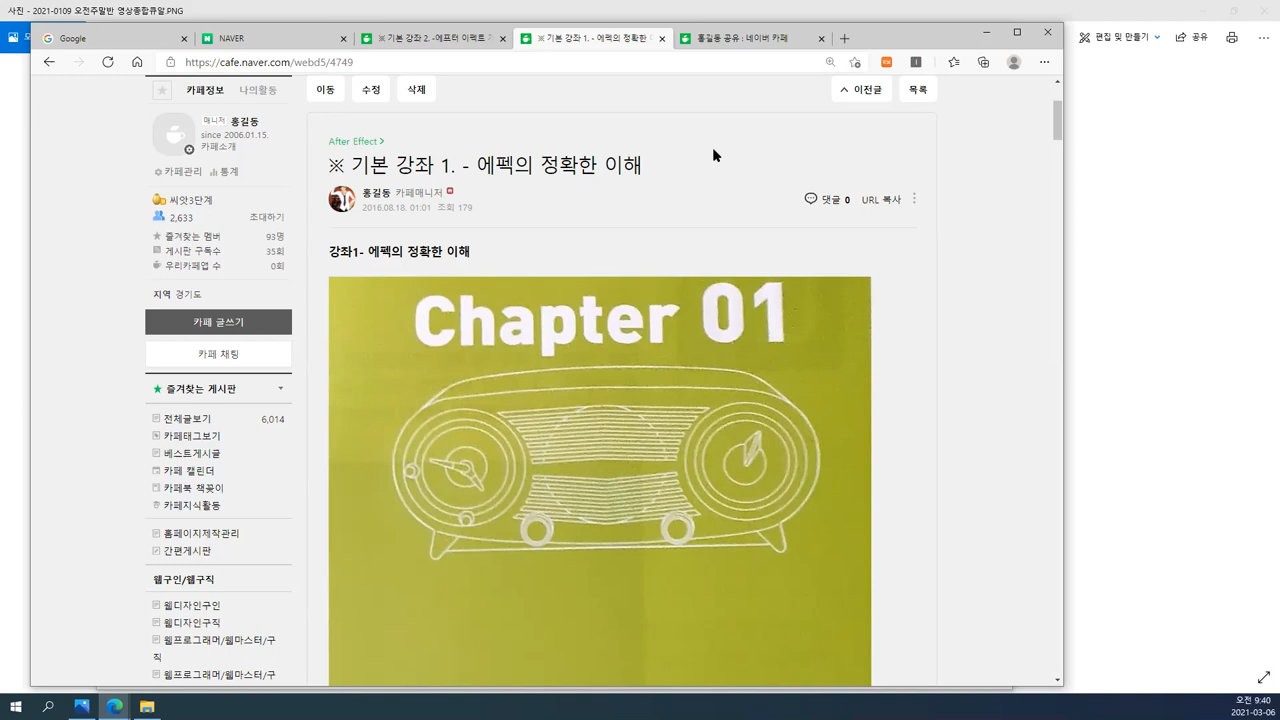 사진 - 2021-0109 오전주말반 영상종합큐알.PNG
Google
NAVER
※ 기본 강좌 2. -에프터 이펙트
※ 기본 강좌 1. - 에펙의 정확한
홍길동 공유 : 네이버 카페
편집 및 만들기
공유
https://cafe.naver.com/webd5/4749
카페정보
나의활동
이동
수정
삭제
이전글
목록
매니저 홍길동
since 2006.01.15.
카페소개
카페관리
통계
씨앗3단계
2,633
초대하기
즐겨찾는 멤버
93명
게시판 구독수
35회
우리카페앱 수
0회
지역 경기도
카페 글쓰기
카페 채팅
즐겨찾는 게시판
전체글보기
6,014
카페태그보기
베스트게시글
카페 캘린더
카페북 책꽂이
카페지식활동
홈페이지제작관리
간편게시판
웹구인/웹구직
웹디자인구인
웹디자인구직
웹프로그래머/웹마스터/구
직
웹프로그래머/웹마스터/구
After Effect
※ 기본 강좌 1. - 에펙의 정확한 이해
홍길동 카페매니저
2016.08.18. 01:01 조회 179
댓글 0
URL 복사
강좌1- 에펙의 정확한 이해
Chapter 01
오전 9:40
2021-03-06